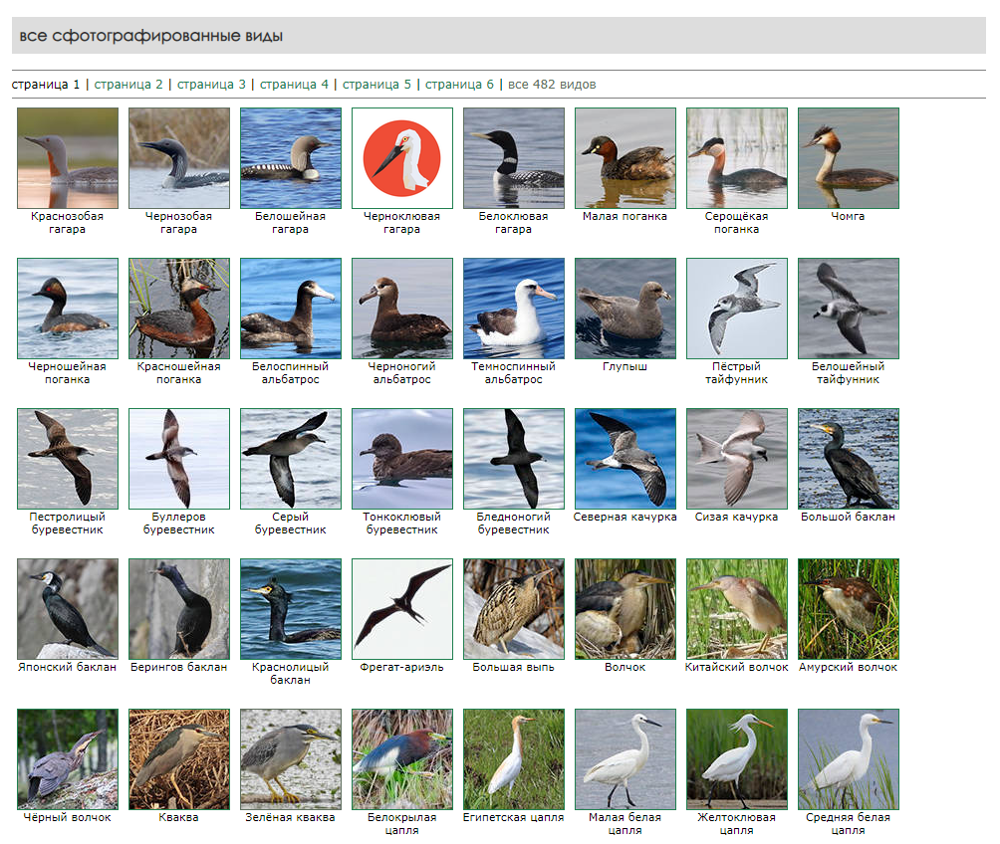 все сфотографированные виды
страница 1 | страница 2 | страница 3 | страница 4 | страница 5 | страница 6 | все 482 видов
Краснозобая гагара
Чернозобая гагара
Белошейная гагара
Черноклювая гагара
Белоклювая гагара
Малая поганка
Серощёкая поганка
Чомга
Черношейная поганка
Красношейная поганка
Белоспинный альбатрос
Черноногий альбатрос
Темноспинный альбатрос
Глупыш
Пёстрый тайфунник
Белошейный тайфунник
Пестролицый буревестник
Буллеров буревестник
Серый буревестник
Тонкоклювый буревестник
Бледноногий буревестник
Северная качурка
Сизая качурка
Большой баклан
Японский баклан
Берингов баклан
Краснолицый баклан
Фрегат-ариэль
Большая выпь
Волчок
Китайский волчок
Амурский волчок
Чёрный волчок
Кваква
Зелёная кваква
Белокрылая цапля
Египетская цапля
Малая белая цапля
Желтоклювая цапля
Средняя белая цапля